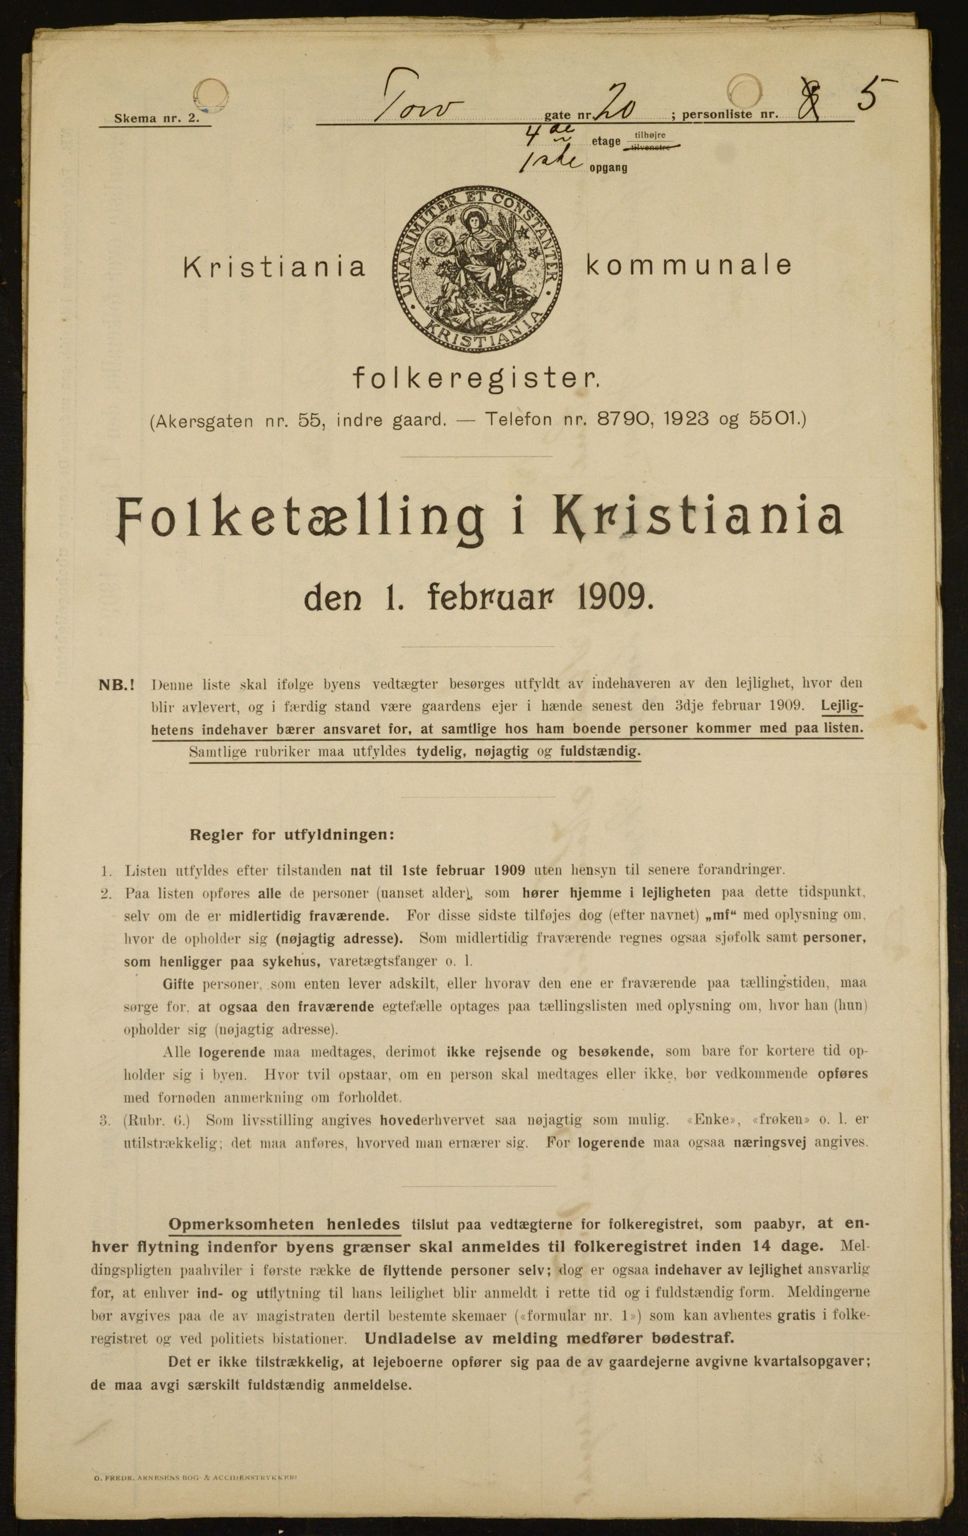 Skema nr. 2. Torv gate nr. 20 ; personliste nr. 8 5
4de etage tilhøjre tilvenstre
1ste opgang
UNANIMITER ET CONSTANTER
KRISTIANIA
Kristiania kommunale
folkeregister.
(Akersgaten nr. 55, indre gaard. — Telefon nr. 8790, 1923 og 5501.)
Folketælling i Kristiania
den 1. februar 1909.
NB.! Denne liste skal ifølge byens vedtægter besørges utfyldt av indehaveren av den lejlighet, hvor den
blir avlevert, og i færdig stand være gaardens ejer i hænde senest den 3dje februar 1909. Lejlig-
hetens indehaver bærer ansvaret for, at samtlige hos ham boende personer kommer med paa listen.
Samtlige rubriker maa utfyldes tydelig, nøjagtig og fuldstændig.
Regler for utfyldningen:
1. Listen utfyldes efter tilstanden nat til 1ste februar 1909 uten hensyn til senere forandringer.
2. Paa listen opføres alle de personer (uanset alder), som hører hjemme i lejligheten paa dette tidspunkt,
selv om de er midlertidig fraværende. For disse sidste tilføjes dog (efter navnet) „mf“ med oplysning om,
hvor de opholder sig (nøjagtig adresse). Som midlertidig fraværende regnes ogsaa sjøfolk samt personer,
som henligger paa sykehus, varetægtsfanger o. l.
Gifte personer, som enten lever adskilt, eller hvorav den ene er fraværende paa tællingstiden, maa
sørge for, at ogsaa den fraværende egtefælle optages paa tællingslisten med oplysning om, hvor han (hun)
opholder sig (nøjagtig adresse).
Alle logerende maa medtages, derimot ikke rejsende og besøkende, som bare for kortere tid op-
holder sig i byen. Hvor tvil opstaar, om en person skal medtages eller ikke, bør vedkommende opføres
med fornøden anmerkning om forholdet.
3. (Rubr. 6.) Som livsstilling angives hovederhvervet saa nøjagtig som mulig. «Enke», «frøken» o. l. er
utilstrækkelig; det maa anføres, hvorved man ernærer sig. For logerende maa ogsaa næringsvej angives.
Opmerksomheten henledes tilslut paa vedtægterne for folkeregistret, som paabyr, at en-
hver flytning indenfor byens grænser skal anmeldes til folkeregistret inden 14 dage. Mel-
dingspligten paahviler i første række de flyttende personer selv; dog er ogsaa indehaver av lejlighet ansvarlig
for, at enhver ind- og utflytning til hans leilighet blir anmeldt i rette tid og i fuldstændig form. Meldingerne
bør avgives paa de av magistraten dertil bestemte skemaer («formular nr. 1») som kan avhentes gratis i folke-
registret og ved politiets bistationer. Undladelse av melding medfører bødestraf.
Det er ikke tilstrækkelig, at lejeboerne opfører sig paa de av gaardejerne avgivne kvartalsopgaver;
de maa avgi særskilt fuldstændig anmeldelse.
O. FREDR. ARNESENS BOG- & ACCIDENSTRYKKERI